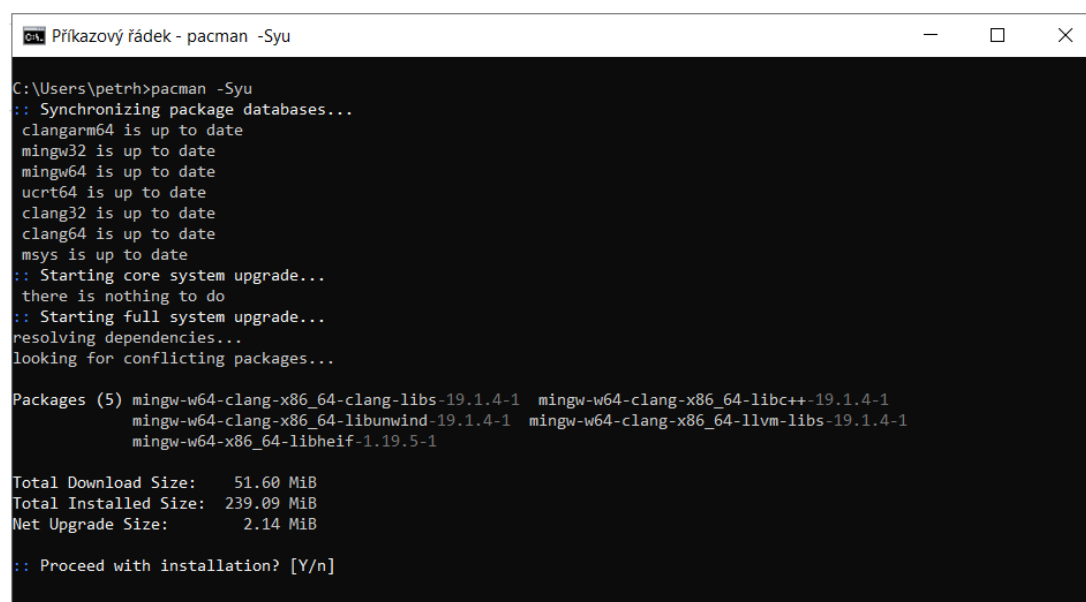 Příkazový řádek - pacman  -Syu
C:\Users\petrh>pacman -Syu
:: Synchronizing package databases...
 clangarm64 is up to date
 mingw32 is up to date
 mingw64 is up to date
 ucrt64 is up to date
 clang32 is up to date
 clang64 is up to date
 msys is up to date
:: Starting core system upgrade...
 there is nothing to do
:: Starting full system upgrade...
resolving dependencies...
looking for conflicting packages...
Packages (5) mingw-w64-clang-x86_64-clang-libs-19.1.4-1  mingw-w64-clang-x86_64-libc++-19.1.4-1
             mingw-w64-clang-x86_64-libunwind-19.1.4-1  mingw-w64-clang-x86_64-llvm-libs-19.1.4-1
             mingw-w64-x86_64-libheif-1.19.5-1
Total Download Size:    51.60 MiB
Total Installed Size:  239.09 MiB
Net Upgrade Size:        2.14 MiB
:: Proceed with installation? [Y/n]